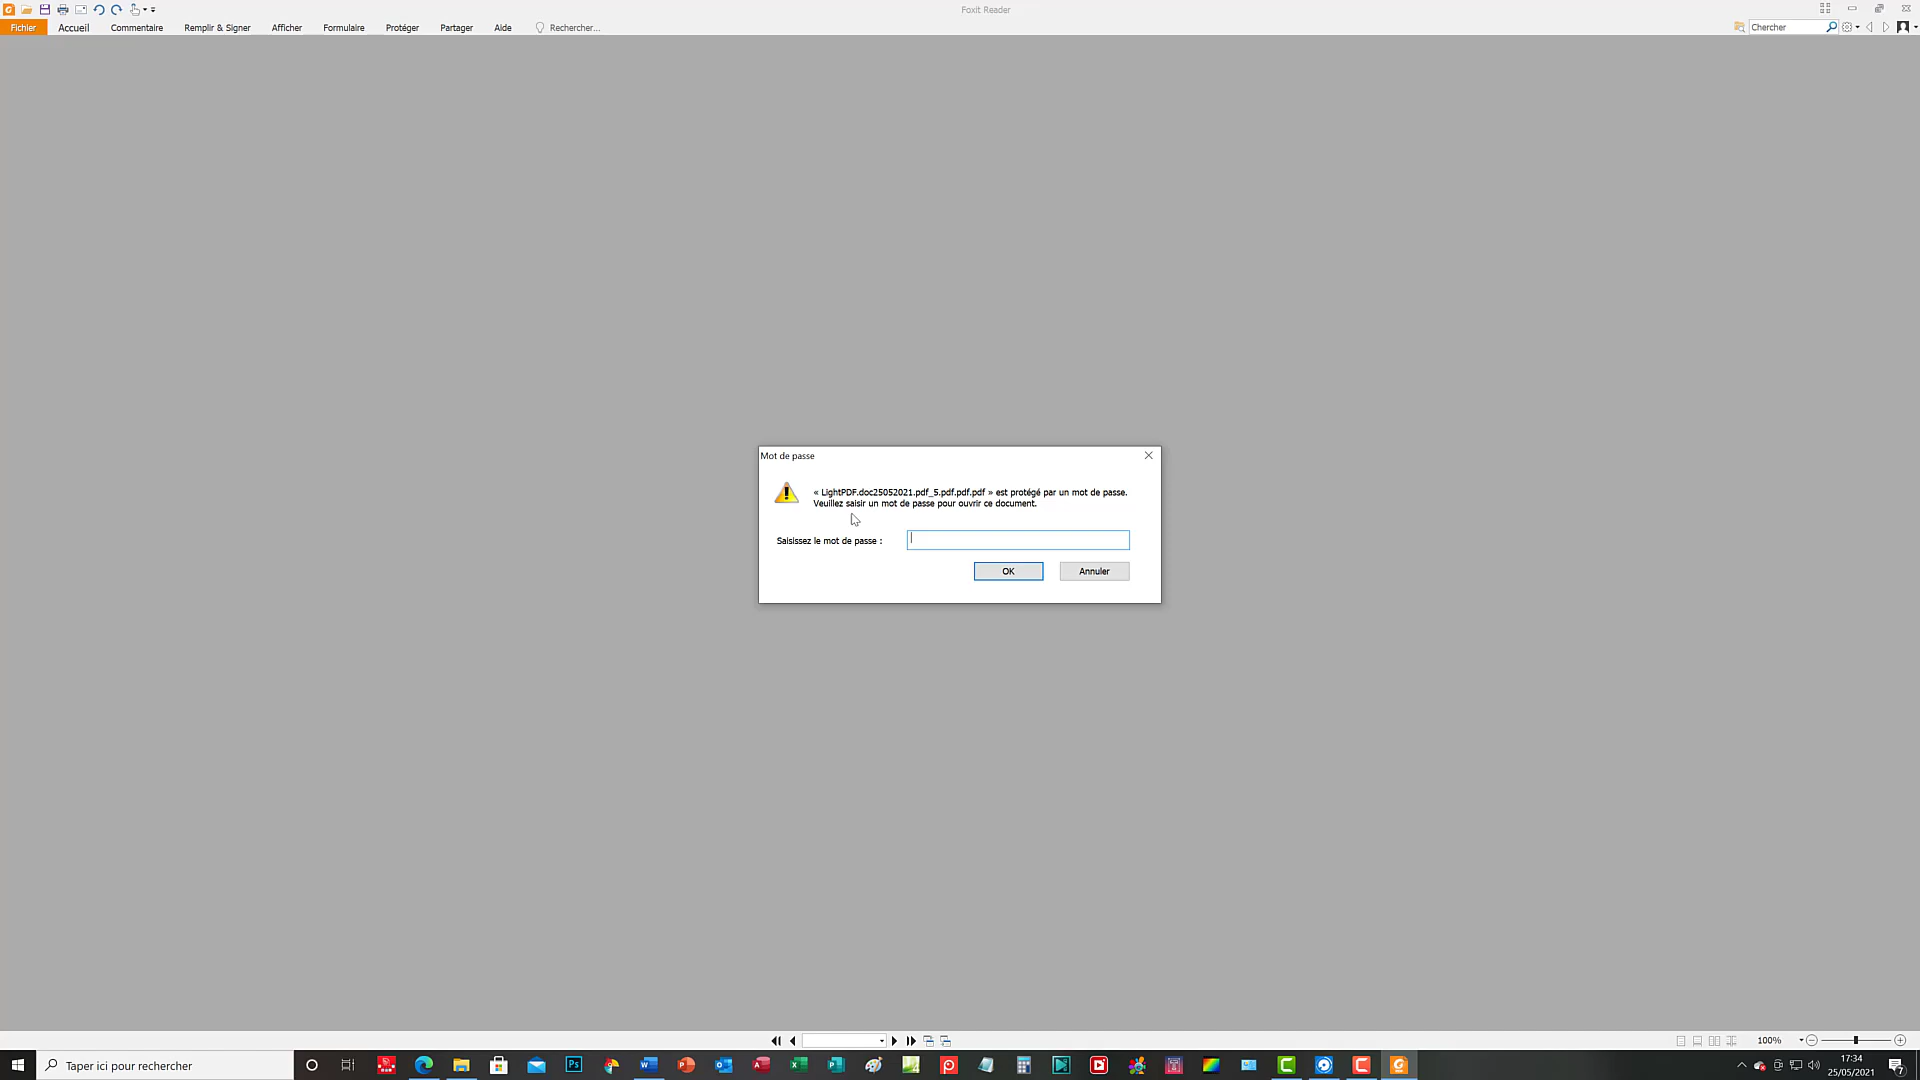 Foxit Reader
Fichier Accueil Commentaire Remplir & Signer Afficher Formulaire Protéger Partager Aide Rechercher... Chercher
Mot de passe
« LightPDF.doc25052021.pdf_5.pdf.pdf.pdf » est protégé par un mot de passe.
Veuillez saisir un mot de passe pour ouvrir ce document.
Saisissez le mot de passe :
OK Annuler
100%
Taper ici pour rechercher
17:34
25/05/2021